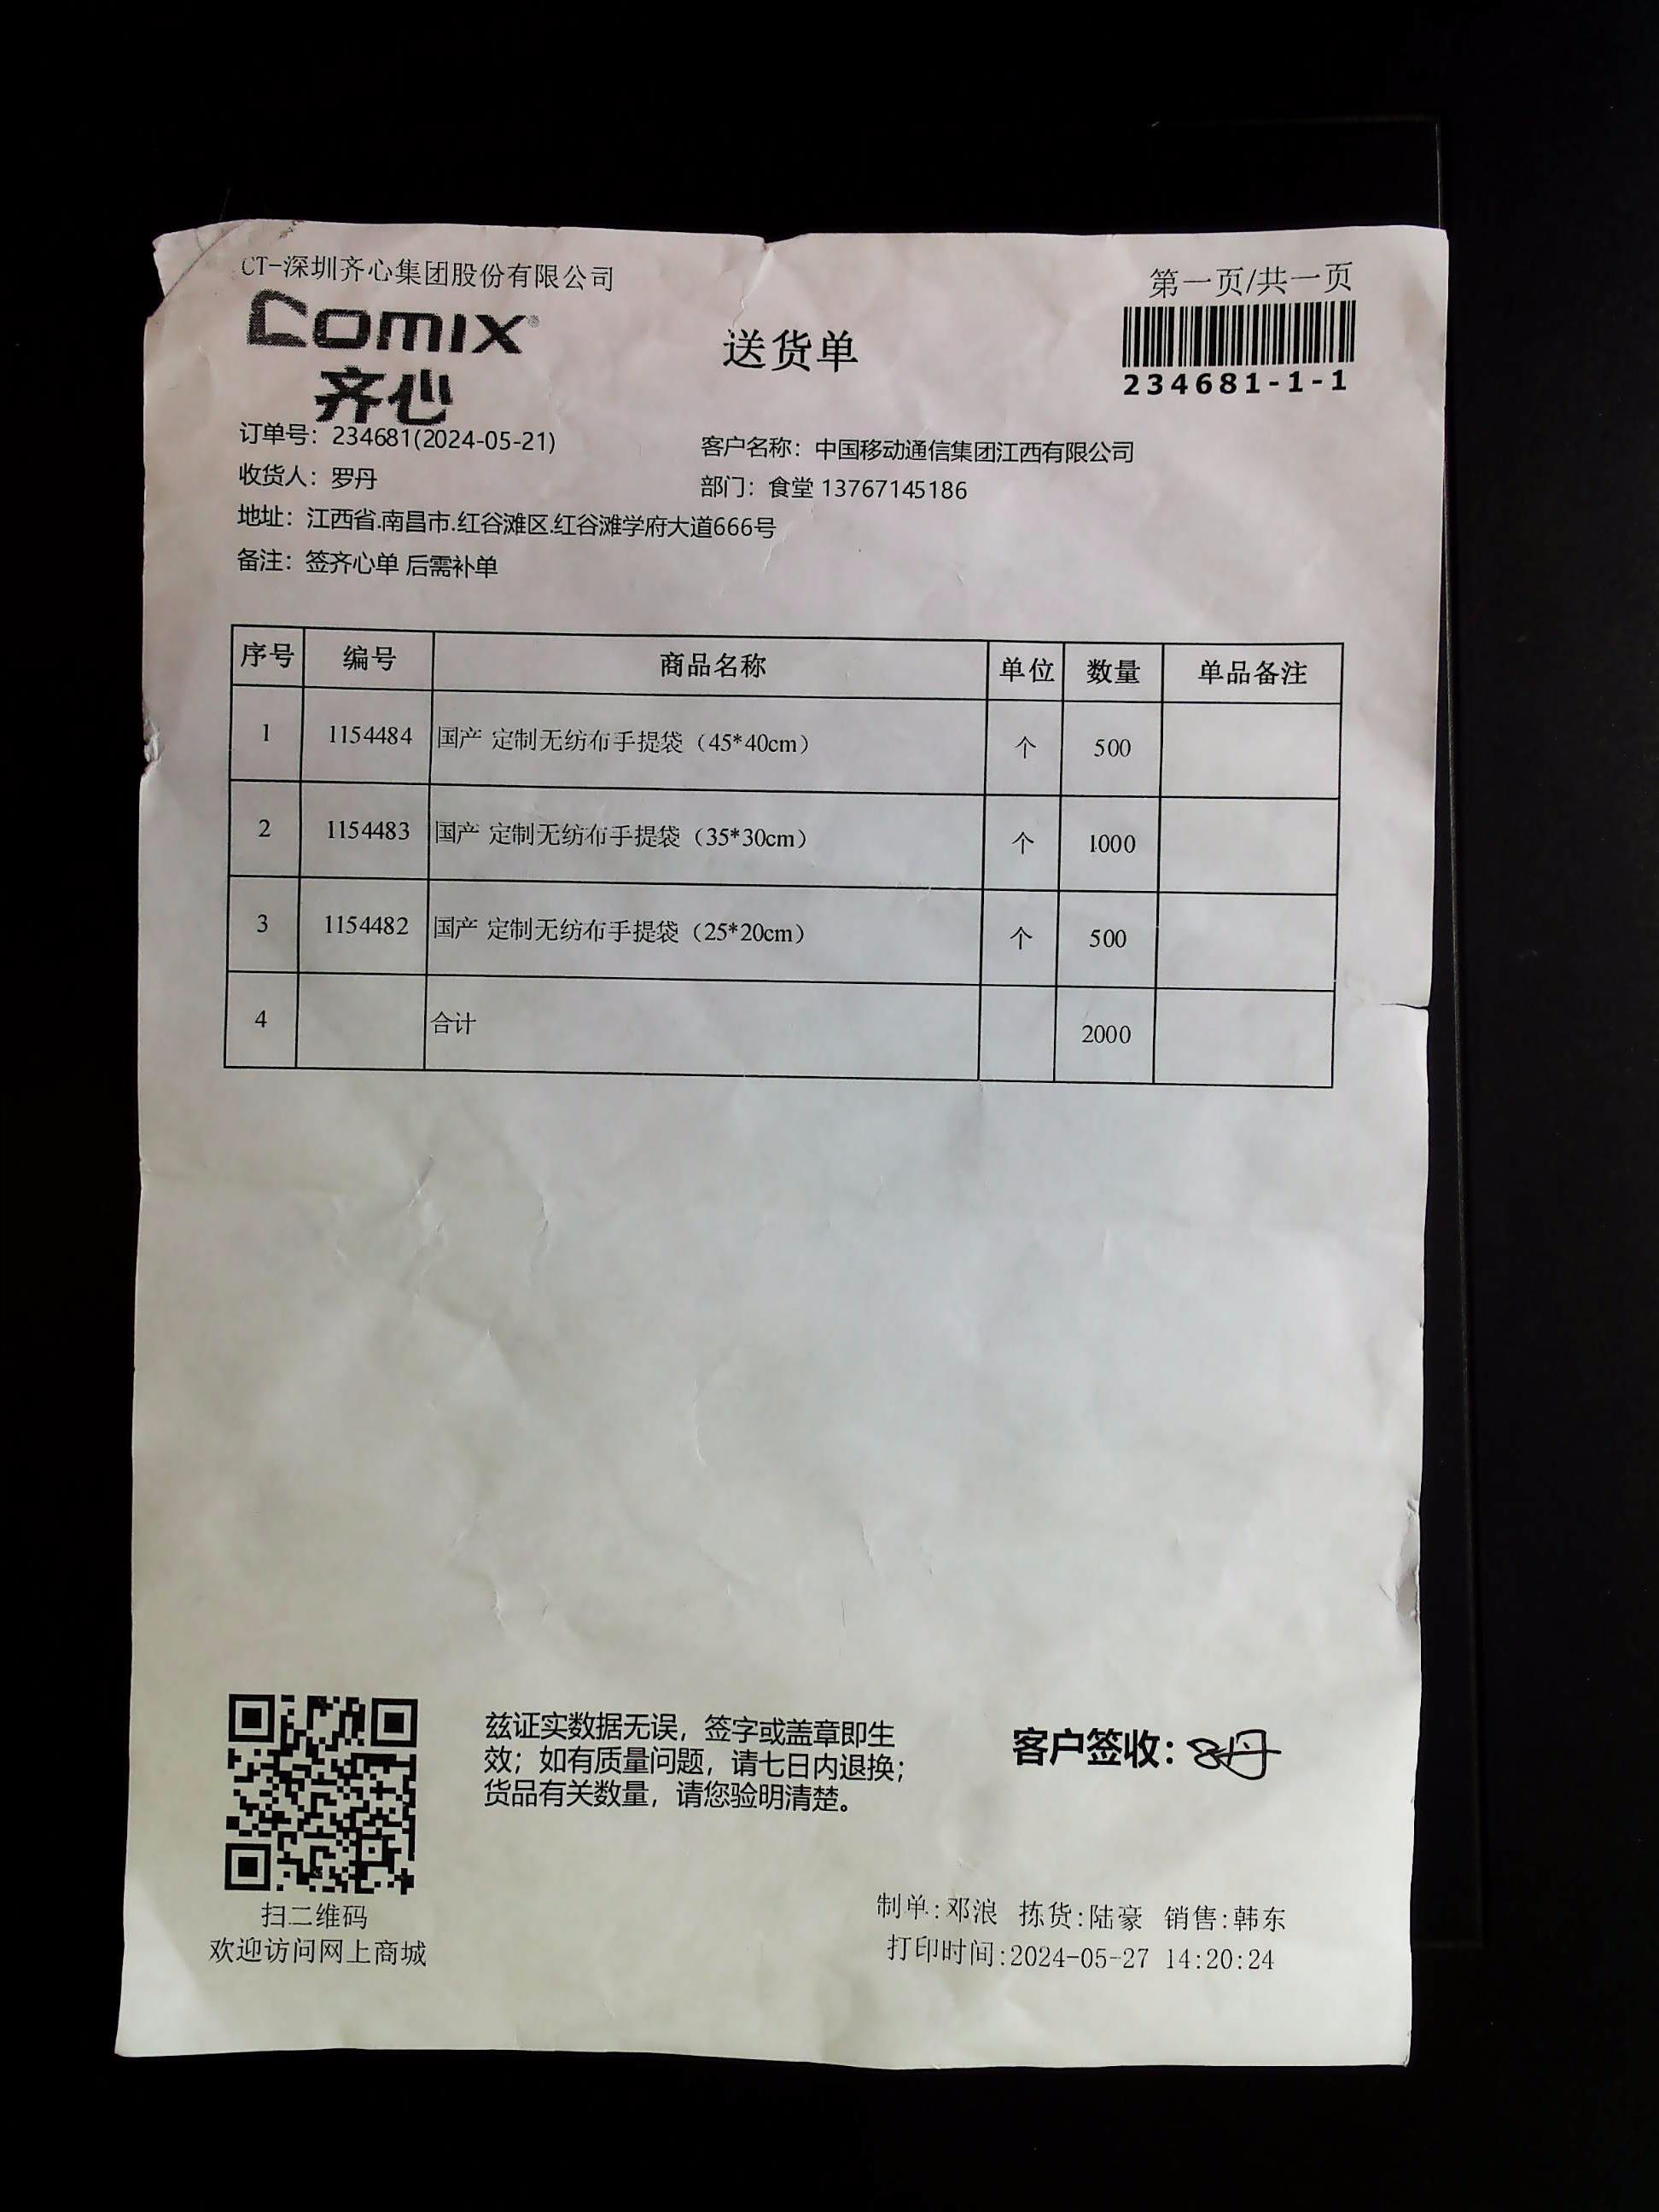 CT-深圳齐心集团股份有限公司
第一页/共一页
comix
齐心
送货单
234681-1-1
订单号：234681(2024-05-21)
客户名称：中国移动通信集团江西有限公司
收货人：罗丹
部门：食堂 13767145186
地址：江西省.南昌市.红谷滩区.红谷滩学府大道666号
备注：签齐心单 后需补单
序号 编号 商品名称 单位 数量 单品备注
1 1154484 国产 定制无纺布手提袋（45*40cm） 个 500
2 1154483 国产 定制无纺布手提袋（35*30cm） 个 1000
3 1154482 国产 定制无纺布手提袋（25*20cm） 个 500
4 合计 2000
兹证实数据无误，签字或盖章即生
效；如有质量问题，请七日内退换；
货品有关数量，请您验明清楚。
客户签收：罗丹
扫二维码
欢迎访问网上商城
制单:邓浪 拣货:陆豪 销售:韩东
打印时间:2024-05-27 14:20:24